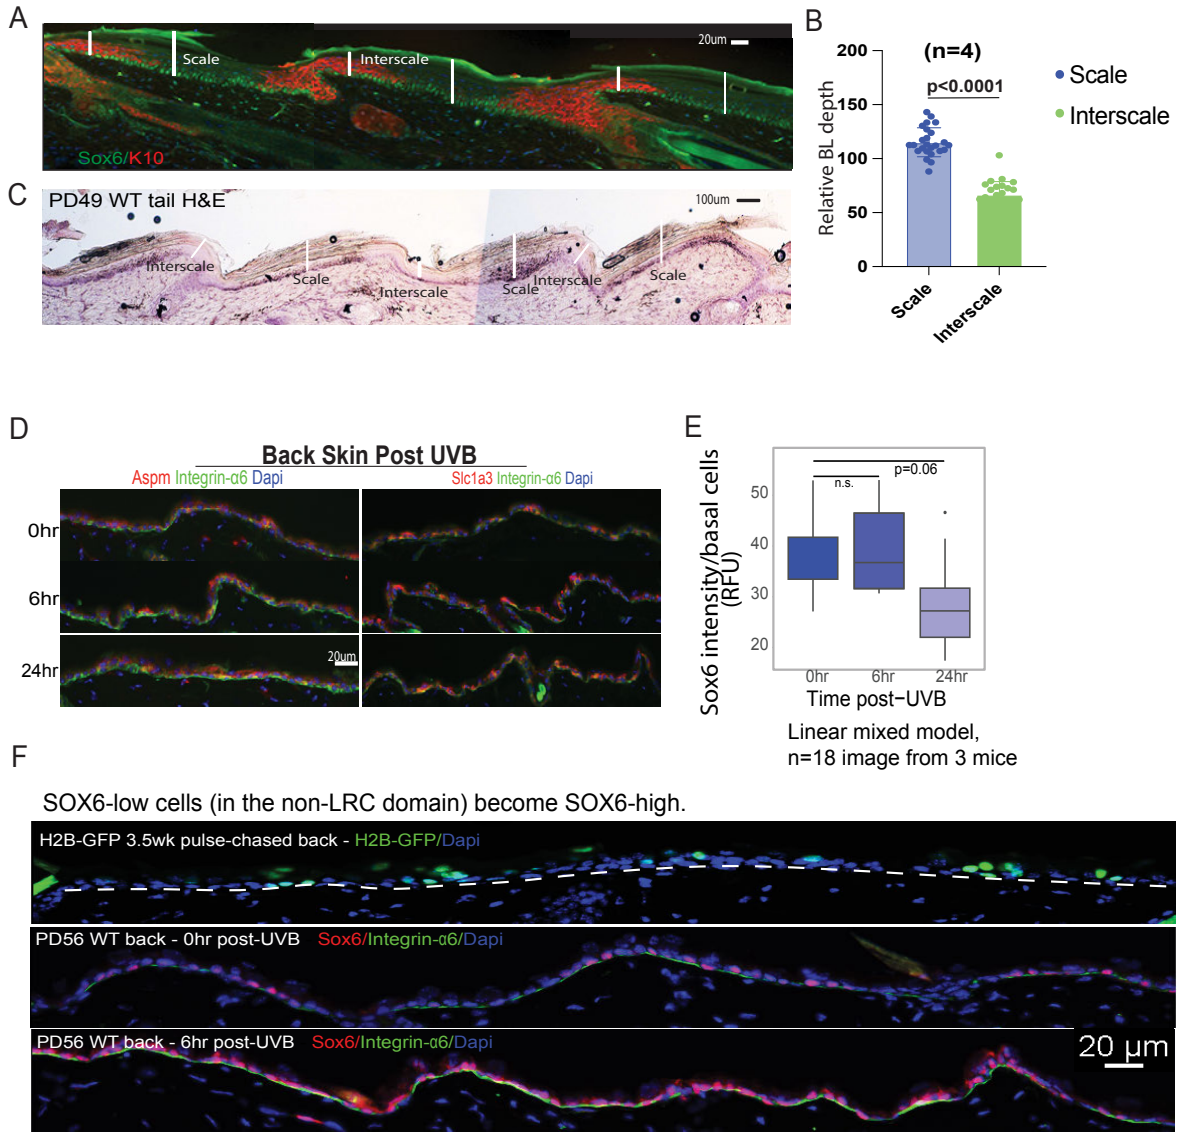 A
Scale
Interscale
20um
Sox6/K10
B
(n=4)
p<0.0001
200
150
100
50
0
Relative BL depth
Scale
Interscale
Scale
Interscale
C
PD49 WT tail H&E
100um
Interscale
Scale
Interscale
Scale
Interscale
Scale
D
Back Skin Post UVB
Aspm Integrin-α6 Dapi
Slc1a3 Integrin-α6 Dapi
0hr
6hr
24hr
20um
E
Sox6 intensity/basal cells
(RFU)
50
40
30
20
n.s.
p=0.06
0hr
6hr
24hr
Time post-UVB
Linear mixed model,
n=18 image from 3 mice
F
SOX6-low cells (in the non-LRC domain) become SOX6-high.
H2B-GFP 3.5wk pulse-chased back - H2B-GFP/Dapi
PD56 WT back - 0hr post-UVB Sox6/Integrin-α6/Dapi
PD56 WT back - 6hr post-UVB Sox6/Integrin-α6/Dapi
20 µm